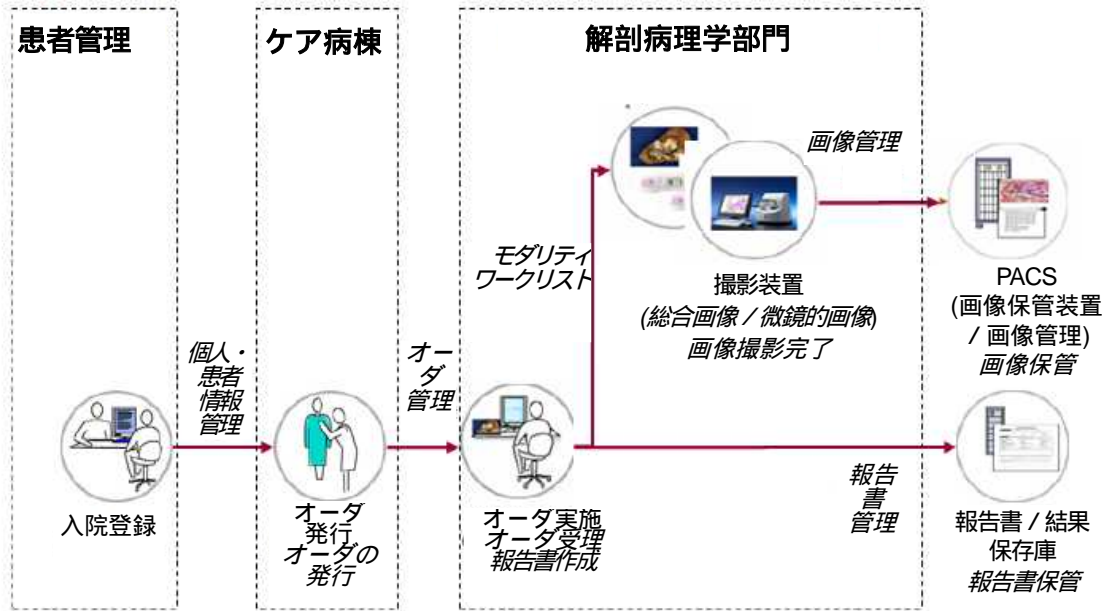 患者管理
ケア病棟
解剖病理学部門
画像管理
モダリティ
ワークリスト
撮影装置
(総合画像 / 微鏡的画像)
画像撮影完了
PACS
(画像保管装置
/ 画像管理)
画像保管
個人・
患者
情報
管理
オー
ダ
管理
入院登録
オーダ
発行
オーダの
発行
オーダ実施
オーダ受理
報告書作成
報告
書
管理
報告書 / 結果
保存庫
報告書保管